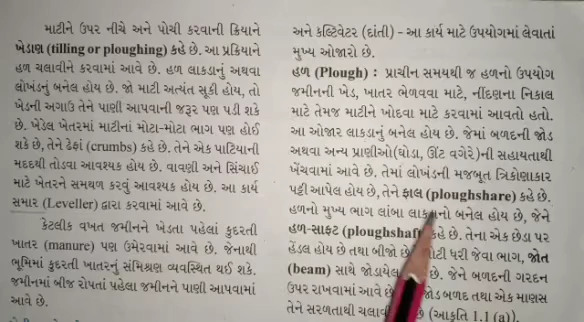 માટીને ઉપર નીચે અને પોચી કરવાની ક્રિયાને
ખેડાણ (tilling or ploughing) કહે છે. આ પ્રક્રિયાને
હળ ચલાવીને કરવામાં આવે છે. હળ લાકડાનું અથવા
લોખંડનું બનેલ હોય છે. જો માટી અત્યંત સૂકી હોય, તો
ખેડની અગાઉ તેને પાણી આપવાની જરૂર પણ પડી શકે
છે. ખેડેલ ખેતરમાં માટીનાં મોટા-મોટા ભાગ પણ હોઈ
શકે છે, તેને ઢેફાં (crumbs) કહે છે. તેને એક પાટિયાની
મદદથી તોડવા આવશ્યક હોય છે. વાવણી અને સિંચાઈ
માટે ખેતરને સમથળ કરવું આવશ્યક હોય છે. આ કાર્ય
સમાર (Leveller) દ્વારા કરવામાં આવે છે.
કેટલીક વખત જમીનને ખેડતા પહેલાં કુદરતી
ખાતર (manure) પણ ઉમેરવામાં આવે છે. જેનાથી
ભૂમિમાં કુદરતી ખાતરનું સંમિશ્રણ વ્યવસ્થિત થઈ શકે.
જમીનમાં બીજ રોપતાં પહેલા જમીનને પાણી આપવામાં
આવે છે.
અને કલ્ટિવેટર (દાંતી) - આ કાર્ય માટે ઉપયોગમાં લેવાતાં
મુખ્ય ઓજારો છે.
હળ (Plough) : પ્રાચીન સમયથી જ હળનો ઉપયોગ
જમીનની ખેડ, ખાતર ભેળવવા માટે, નીંદણના નિકાલ
માટે તેમજ માટીને ખોદવા માટે કરવામાં આવતો હતો.
આ ઓજાર લાકડાનું બનેલ હોય છે. જેમાં બળદની જોડ
અથવા અન્ય પ્રાણીઓ(ઘોડા, ઊંટ વગેરે)ની સહાયતાથી
ખેંચવામાં આવે છે. તેમાં લોખંડની મજબૂત ત્રિકોણાકાર
પટ્ટી આપેલ હોય છે, તેને ફાલ (ploughshare) કહે છે.
હળનો મુખ્ય ભાગ લાંબા લાકડાનો બનેલ હોય છે, જેને
હળ-સાફ્ટ (ploughshaft) કહે છે. તેના એક છેડા પર
હેંડલ હોય છે તથા બીજો છે ધરી જેવા ભાગ, જોત
(beam) સાથે જોડાયેલ છે. જેને બળદની ગરદન
ઉપર રાખવામાં આવે છે જોડ બળદ તથા એક માણસ
તેને સરળતાથી ચલાવી છે (આકૃતિ 1.1 (a)).